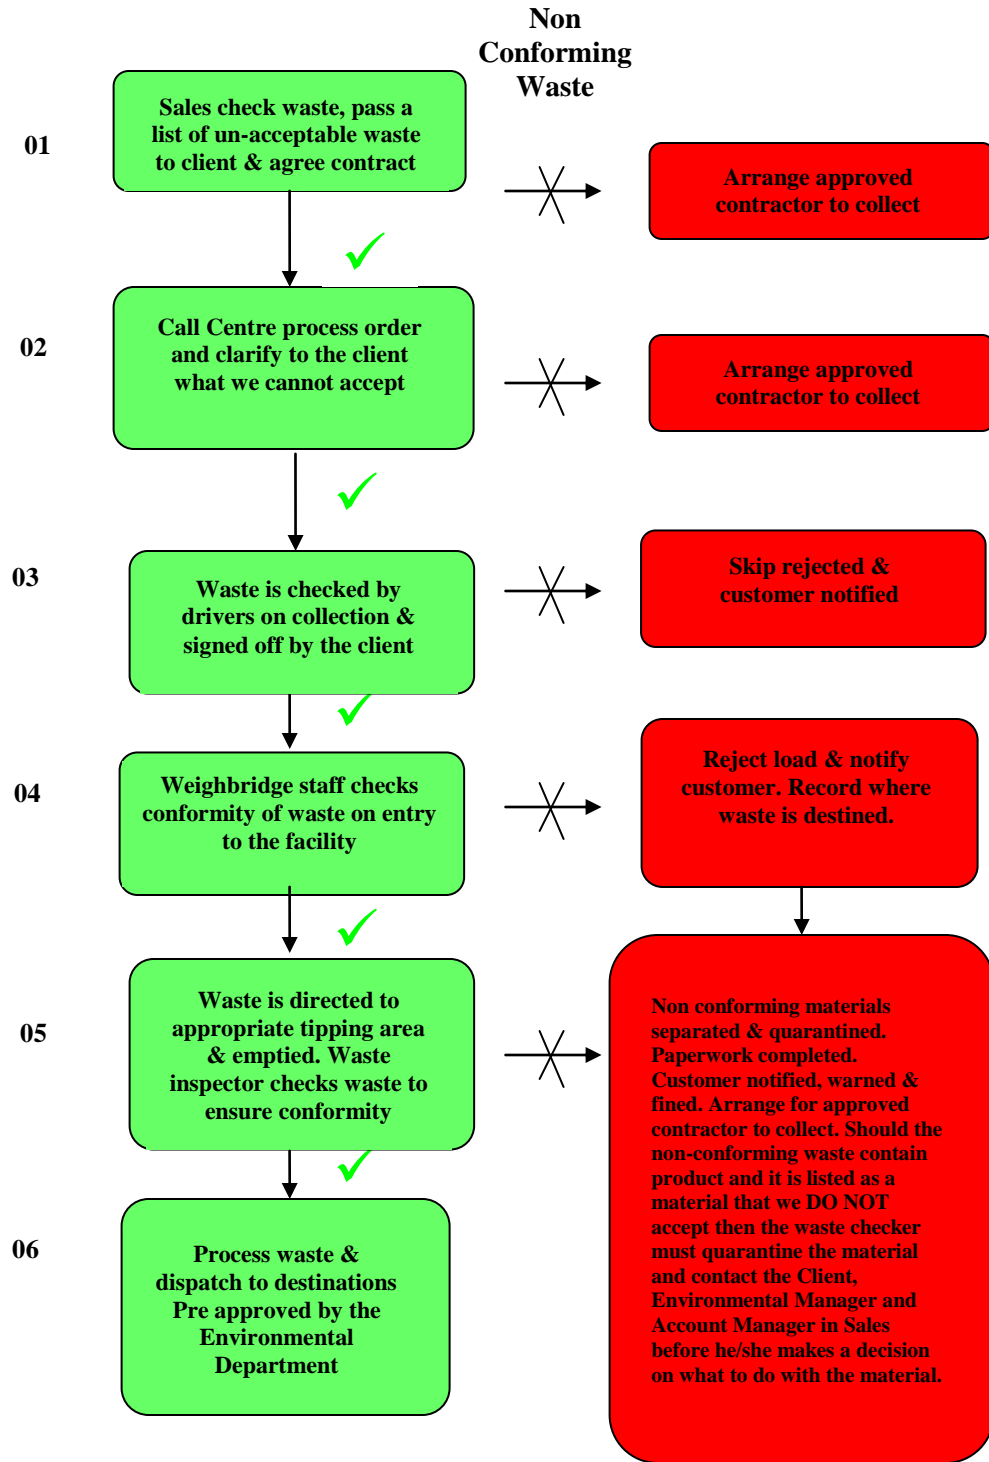 Non
Conforming
Waste
01
Sales check waste, pass a
list of un-acceptable waste
to client & agree contract
Arrange approved
contractor to collect
02
Call Centre process order
and clarify to the client
what we cannot accept
Arrange approved
contractor to collect
03
Waste is checked by
drivers on collection &
signed off by the client
Skip rejected &
customer notified
04
Weighbridge staff checks
conformity of waste on entry
to the facility
Reject load & notify
customer. Record where
waste is destined.
05
Waste is directed to
appropriate tipping area
& emptied. Waste
inspector checks waste to
ensure conformity
Non conforming materials
separated & quarantined.
Paperwork completed.
Customer notified, warned &
fined. Arrange for approved
contractor to collect. Should the
non-conforming waste contain
product and it is listed as a
material that we DO NOT
accept then the waste checker
must quarantine the material
and contact the Client,
Environmental Manager and
Account Manager in Sales
before he/she makes a decision
on what to do with the material.
06
Process waste &
dispatch to destinations
Pre approved by the
Environmental
Department